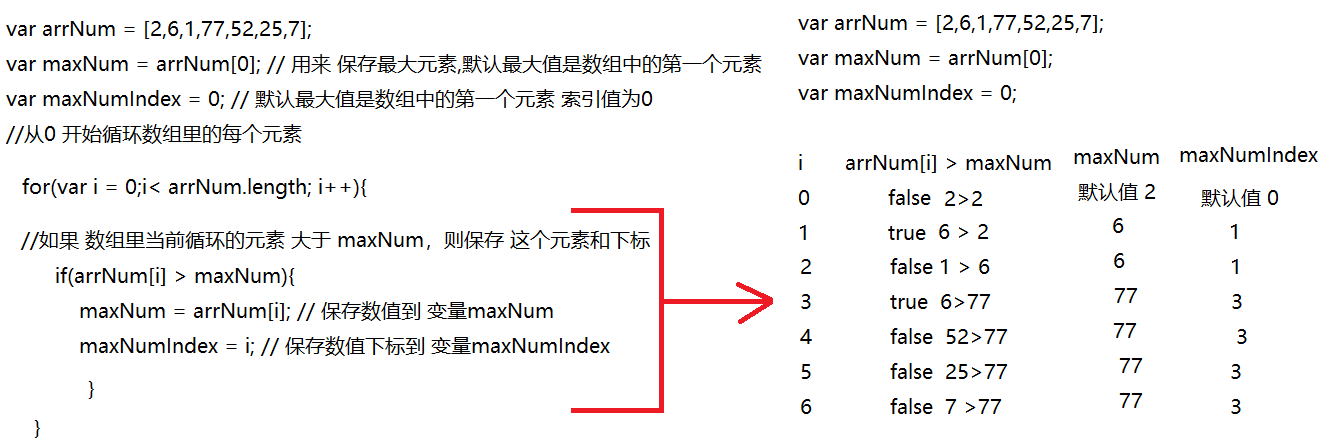 var arrNum = [2,6,1,77,52,25,7];
var maxNum = arrNum[0]; // 用来 保存最大元素,默认最大值是数组中的第一个元素
var maxNumIndex = 0; // 默认最大值是数组中的第一个元素 索引值为0
//从0 开始循环数组里的每个元素
for(var i = 0;i< arrNum.length; i++){
//如果 数组里当前循环的元素 大于 maxNum，则保存 这个元素和下标
if(arrNum[i] > maxNum){
maxNum = arrNum[i]; // 保存数值到 变量maxNum
maxNumIndex = i; // 保存数值下标到 变量maxNumIndex
}
}
var arrNum = [2,6,1,77,52,25,7];
var maxNum = arrNum[0];
var maxNumIndex = 0;
i arrNum[i] > maxNum maxNum maxNumIndex
0 false 2>2 默认值 2 默认值 0
1 true 6 > 2 6 1
2 false 1 > 6 6 1
3 true 6>77 77 3
4 false 52>77 77 3
5 false 25>77 77 3
6 false 7 >77 77 3